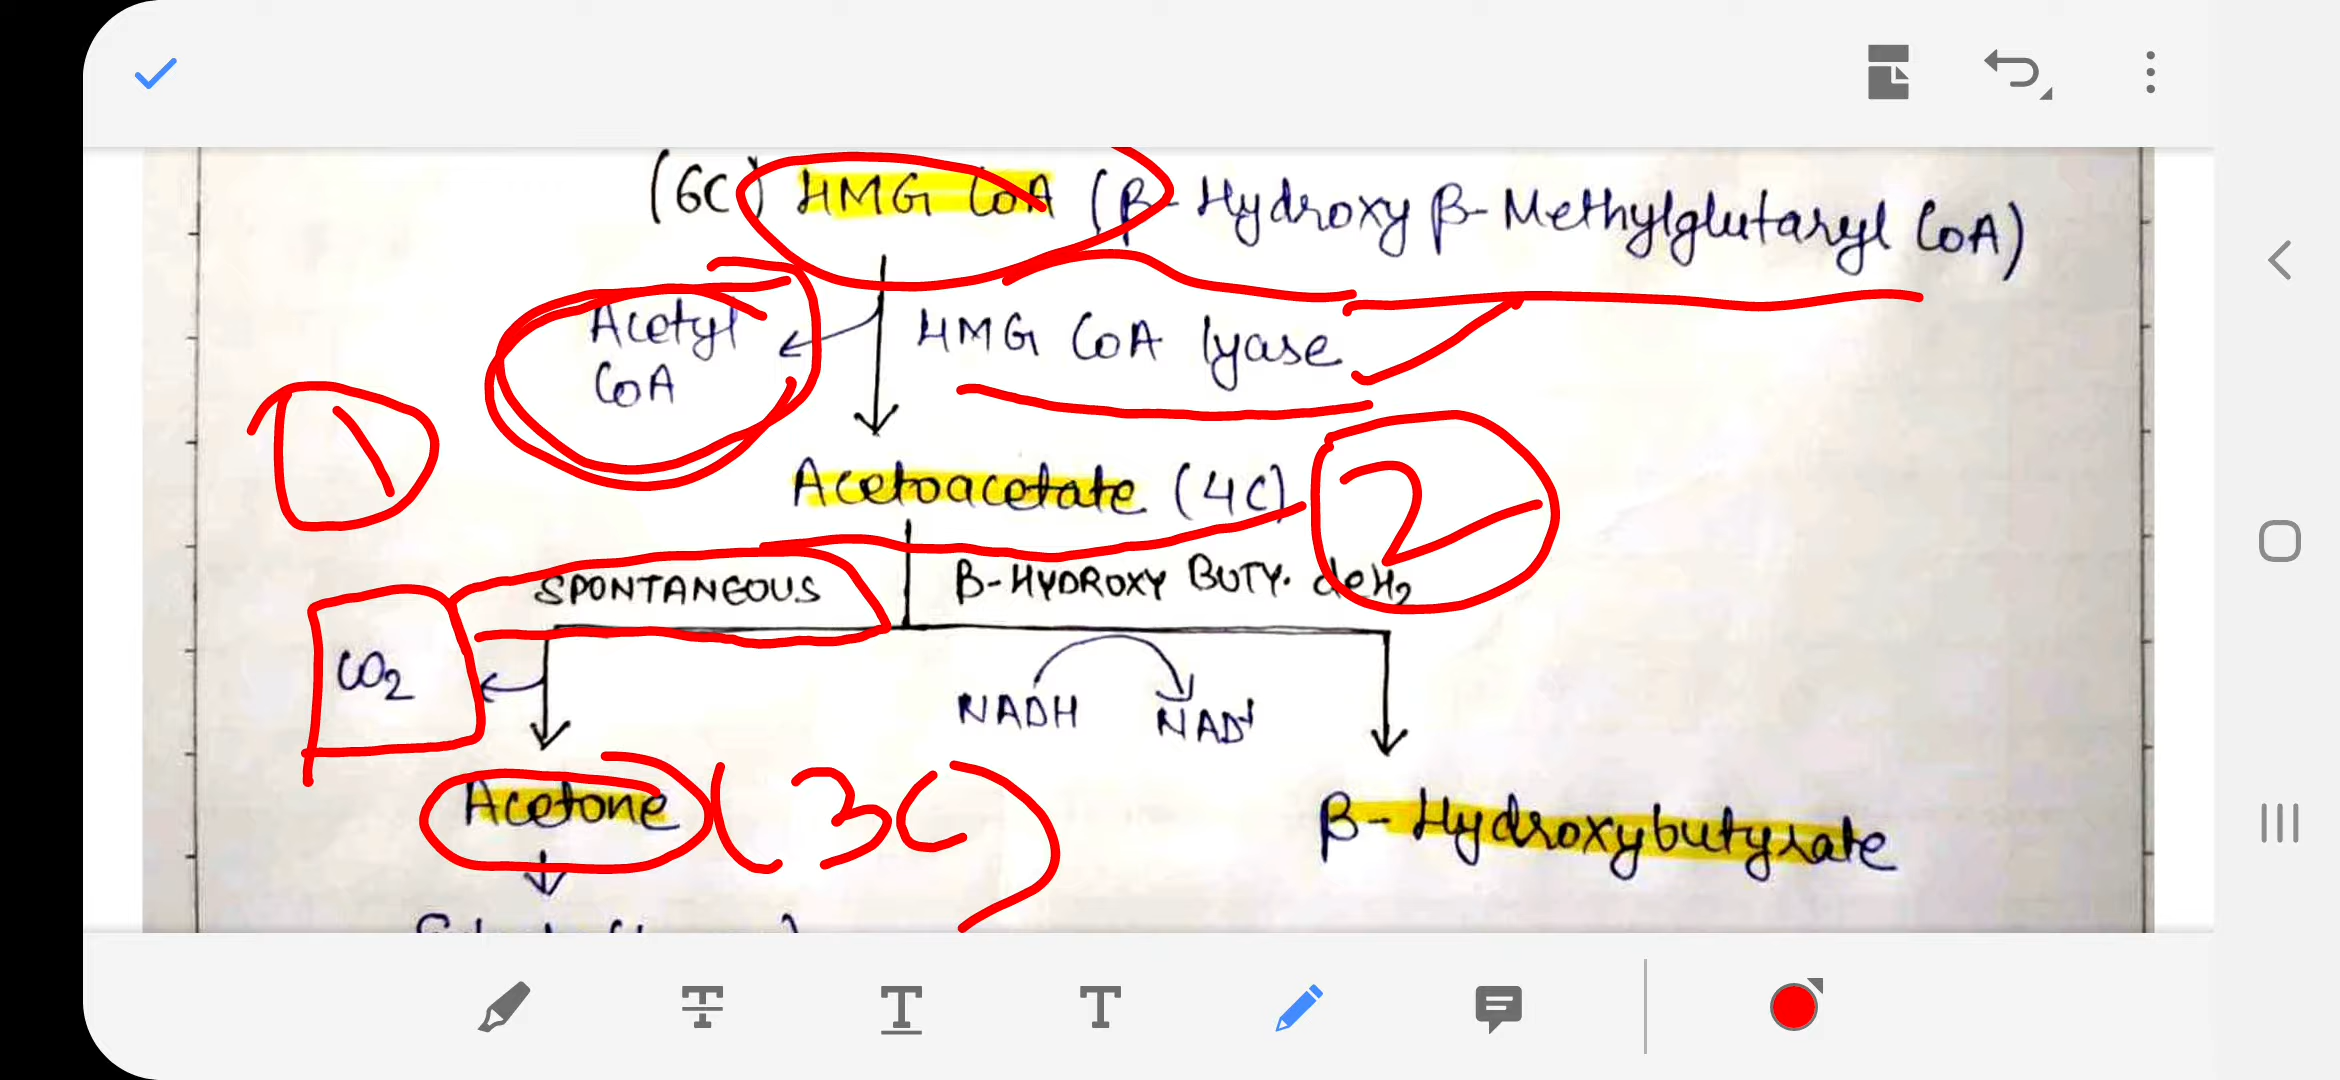 (6C) HMG CoA (β-Hydroxy β-Methylglutaryl CoA)
Acetyl
CoA
HMG CoA lyase
1
Acetoacetate (4C)
2
SPONTANEOUS
β-HYDROXY BUTY. deH2
CO2
NADH
NAD+
Acetone (3C)
β-Hydroxybutyrate